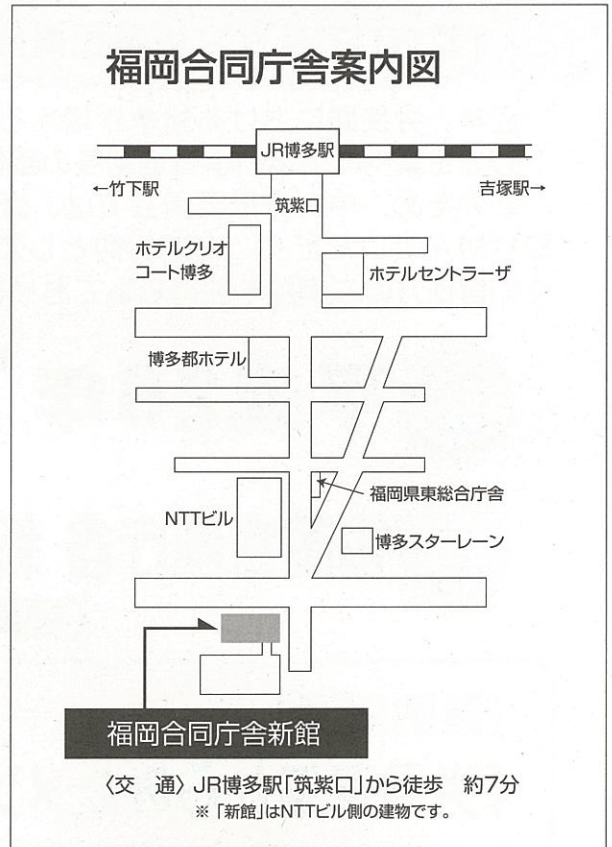 福岡合同庁舎案内図
JR博多駅
←竹下駅
吉塚駅→
筑紫口
ホテルクリオ
コート博多
ホテルセントラーザ
博多都ホテル
福岡県東総合庁舎
NTTビル
博多スターレーン
福岡合同庁舎新館
〈交　通〉JR博多駅「筑紫口」から徒歩　約7分
※「新館」はNTTビル側の建物です。